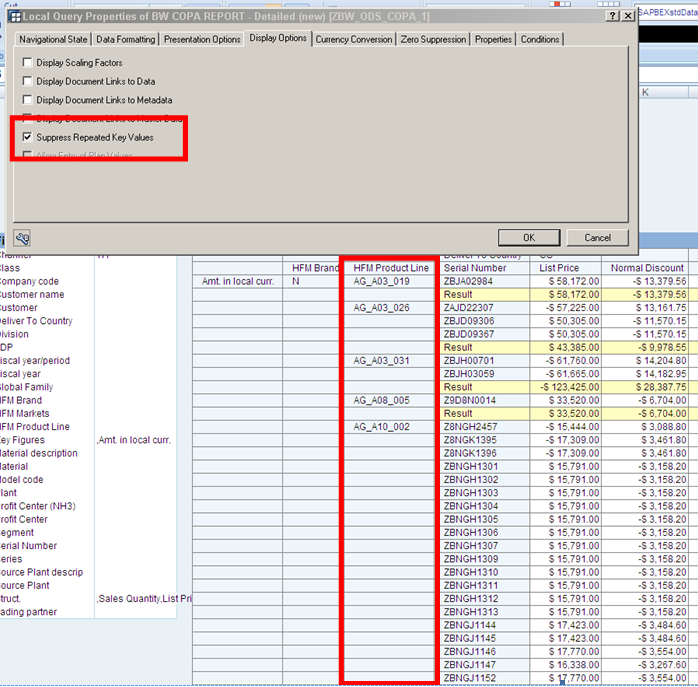 SAPBEXstdData
Local Query Properties of BW COPA REPORT - Detailed (new) [ZBW_ODS_COPA_1]
Navigational State Data Formatting Presentation Options Display Options Currency Conversion Zero Suppression Properties Conditions
Display Scaling Factors
Display Document Links to Data
Display Document Links to Metadata
Display Document Links to Master Data
Suppress Repeated Key Values
Allow Entry of Plan Values
OK Cancel
K
lass HFM Brand HFM Product Line Serial Number List Price Normal Discount
ompany code Amt. in local curr. N AG_A03_019 ZBJA02984 $ 58,172.00 -$ 13,379.56
ustomer name Result $ 58,172.00 -$ 13,379.56
ustomer AG_A03_026 ZAJD22307 -$ 57,225.00 $ 13,161.75
eliver To Country ZBJD09306 $ 50,305.00 -$ 11,570.15
ivision ZBJD09367 $ 50,305.00 -$ 11,570.15
DP Result $ 43,385.00 -$ 9,978.55
iscal year/period AG_A03_031 ZBJH00701 -$ 61,760.00 $ 14,204.80
iscal year ZBJH03059 -$ 61,665.00 $ 14,182.95
lobal Family Result -$ 123,425.00 $ 28,387.75
FM Brand AG_A08_005 Z9D8N0014 $ 33,520.00 -$ 6,704.00
FM Markets Result $ 33,520.00 -$ 6,704.00
FM Product Line AG_A10_002 Z8NGH2457 -$ 15,444.00 $ 3,088.80
ey Figures ,Amt. in local curr. Z8NGK1395 -$ 17,309.00 $ 3,461.80
aterial description Z8NGK1396 -$ 17,309.00 $ 3,461.80
aterial ZBNGH1301 $ 15,791.00 -$ 3,158.20
odel code ZBNGH1302 $ 15,791.00 -$ 3,158.20
lant ZBNGH1303 $ 15,791.00 -$ 3,158.20
rofit Center (NH3) ZBNGH1304 $ 15,791.00 -$ 3,158.20
rofit Center ZBNGH1305 $ 15,791.00 -$ 3,158.20
egment ZBNGH1306 $ 15,791.00 -$ 3,158.20
erial Number ZBNGH1307 $ 15,791.00 -$ 3,158.20
eries ZBNGH1309 $ 15,791.00 -$ 3,158.20
ource Plant descrip ZBNGH1310 $ 15,791.00 -$ 3,158.20
ource Plant ZBNGH1311 $ 15,791.00 -$ 3,158.20
truct. ,Sales Quantity,List Pri ZBNGH1312 $ 15,791.00 -$ 3,158.20
ading partner ZBNGH1313 $ 15,791.00 -$ 3,158.20
ZBNGJ1144 $ 17,423.00 -$ 3,484.60
ZBNGJ1145 $ 17,423.00 -$ 3,484.60
ZBNGJ1146 $ 17,770.00 -$ 3,554.00
ZBNGJ1147 $ 16,338.00 -$ 3,267.60
ZBNGJ1152 $ 17,770.00 -$ 3,554.00